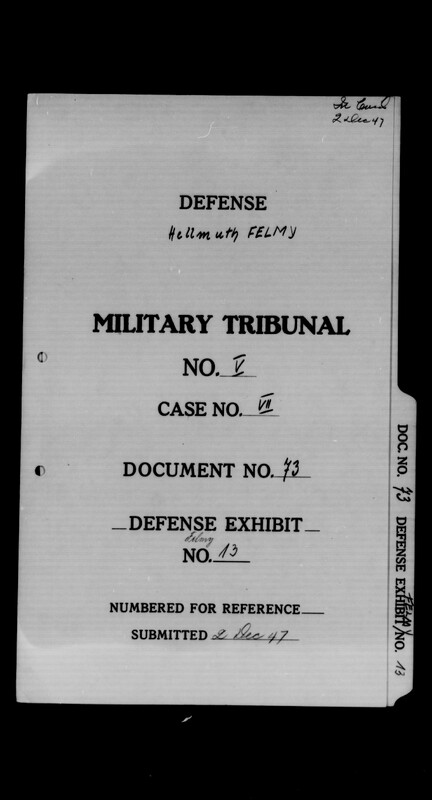 2 Dec 47
DEFENSE
Hellmuth FELMY
MILITARY TRIBUNAL
NO. V
CASE NO. VII
DOCUMENT NO. 73
DEFENSE EXHIBIT
Felmy
NO. 13
NUMBERED FOR REFERENCE
SUBMITTED 2 Dec 47
DOC. NO. 73 DEFENSE EXHIBIT/NO. 13
FELMY